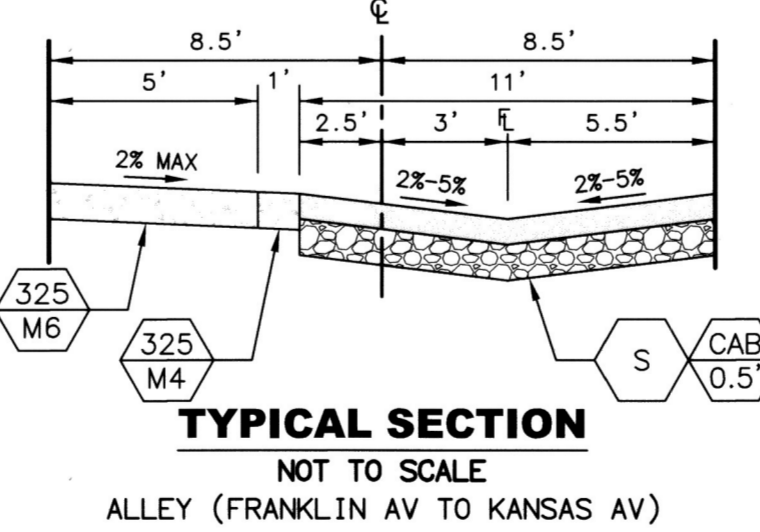 ℄
8.5' 8.5'
5' 1' 11'
2.5' 3' FL 5.5'
2% MAX 2%-5% 2%-5%
325
M6
325
M4
S
CAB
0.5'
TYPICAL SECTION
NOT TO SCALE
ALLEY (FRANKLIN AV TO KANSAS AV)